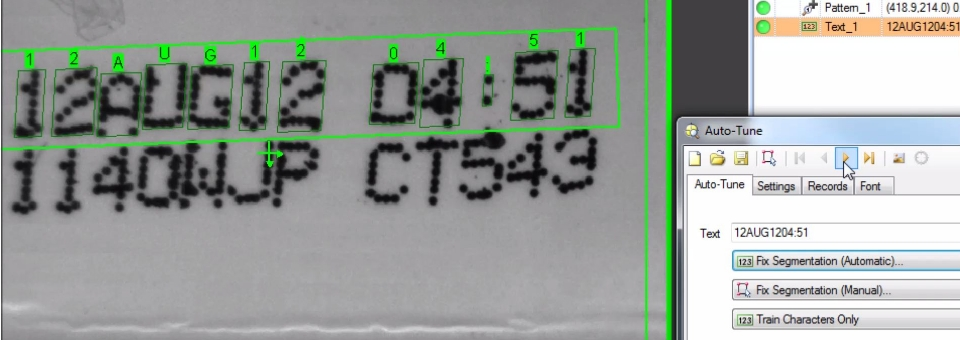 1 2 A U G 1 2 0 4 : 5 1
12AUG12 04:51
CT543
Pattern_1 (418.9,214.0)
Text_1 12AUG1204:51
Auto-Tune
Auto-Tune Settings Records Font
Text 12AUG1204:51
123 Fix Segmentation (Automatic)...
Fix Segmentation (Manual)...
123 Train Characters Only